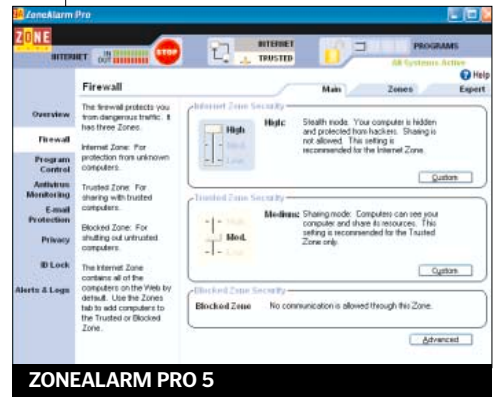 ZoneAlarm Pro
ZONE
INTERNET
IN
OUT
STOP
INTERNET
TRUSTED
PROGRAMS
All Systems Active
Help
Firewall
Main
Zones
Expert
Overview
Firewall
Program
Control
Antivirus
Monitoring
E-mail
Protection
Privacy
ID Lock
Alerts & Logs
The firewall protects you
from dangerous traffic. It
has three Zones.
Internet Zone: For
protection from unknown
computers.
Trusted Zone: For
sharing with trusted
computers.
Blocked Zone: For
shutting out untrusted
computers.
The Internet Zone
contains all of the
computers on the Web by
default. Use the Zones
tab to add computers to
the Trusted or Blocked
Zone.
Internet Zone Security
High
Med.
Low
High: Stealth mode. Your computer is hidden
and protected from hackers. Sharing is
not allowed. This setting is
recommended for the Internet Zone.
Custom
Trusted Zone Security
High
Med.
Low
Medium: Sharing mode: Computers can see your
computer and share its resources. This
setting is recommended for the Trusted
Zone only.
Custom
Blocked Zone Security
Blocked Zone No communication is allowed through this Zone.
Advanced
ZONEALARM PRO 5